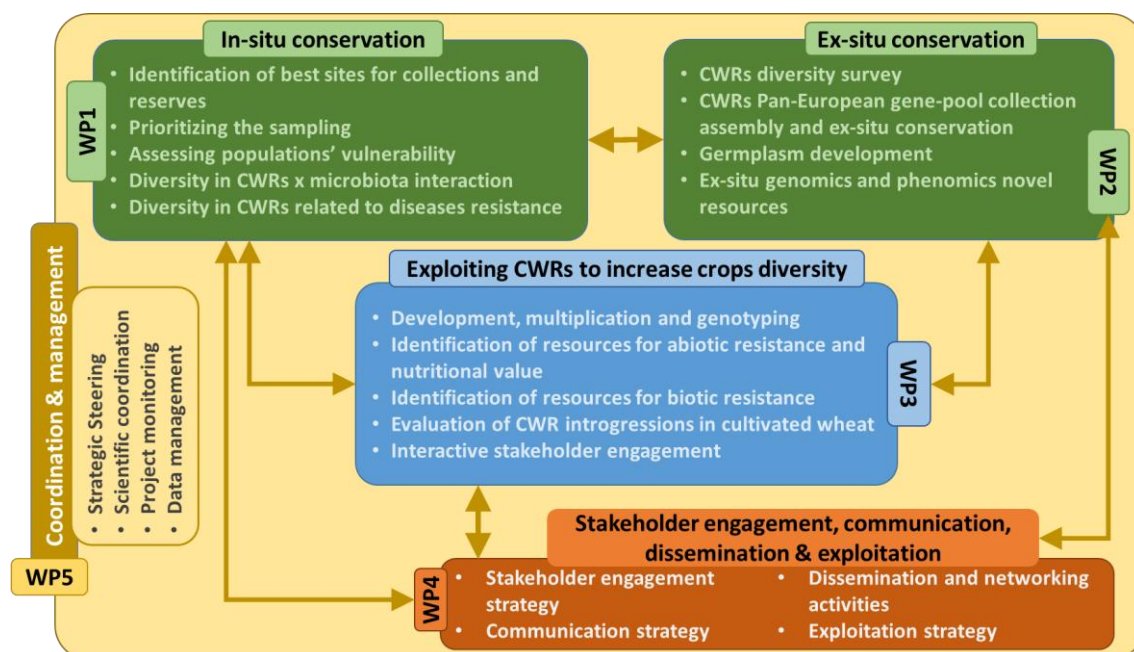 In-situ conservation
• Identification of best sites for collections and
reserves
• Prioritizing the sampling
• Assessing populations’ vulnerability
• Diversity in CWRs x microbiota interaction
• Diversity in CWRs related to diseases resistance
WP1
Ex-situ conservation
• CWRs diversity survey
• CWRs Pan-European gene-pool collection
assembly and ex-situ conservation
• Germplasm development
• Ex-situ genomics and phenomics novel
resources
WP2
Exploiting CWRs to increase crops diversity
• Development, multiplication and genotyping
• Identification of resources for abiotic resistance and
nutritional value
• Identification of resources for biotic resistance
• Evaluation of CWR introgressions in cultivated wheat
• Interactive stakeholder engagement
WP3
Coordination & management
• Strategic Steering
• Scientific coordination
• Project monitoring
• Data management
WP5
Stakeholder engagement, communication,
dissemination & exploitation
WP4
• Stakeholder engagement
strategy
• Communication strategy
• Dissemination and networking
activities
• Exploitation strategy